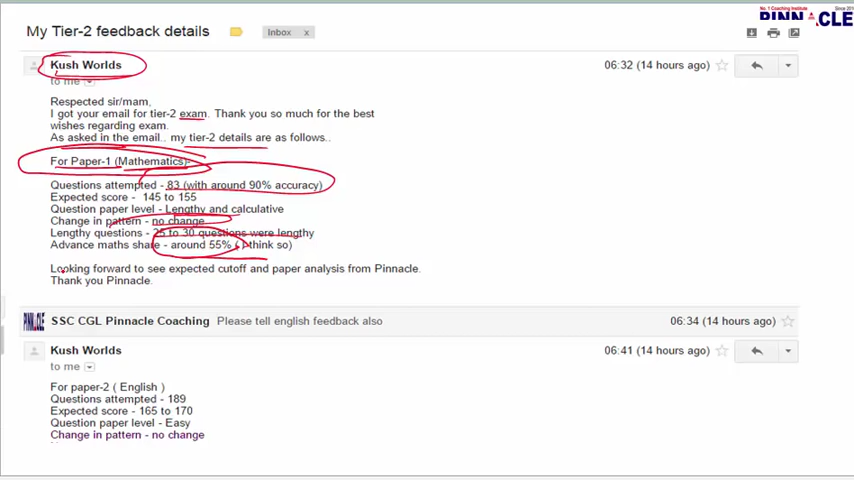 No. 1 Coaching Institute
PINNACLE
My Tier-2 feedback details
Inbox x
Kush Worlds
06:32 (14 hours ago)
to me
Respected sir/mam,
I got your email for tier-2 exam. Thank you so much for the best
wishes regarding exam.
As asked in the email.. my tier-2 details are as follows..
For Paper-1 (Mathematics)-
Questions attempted - 83 (with around 90% accuracy)
Expected score - 145 to 155
Question paper level - Lengthy and calculative
Change in pattern - no change
Lengthy questions - 25 to 30 questions were lengthy
Advance maths share - around 55% ( I think so)
Looking forward to see expected cutoff and paper analysis from Pinnacle.
Thank you Pinnacle.
PINNACLE
SSC CGL Pinnacle Coaching Please tell english feedback also
06:34 (14 hours ago)
Kush Worlds
06:41 (14 hours ago)
to me
For paper-2 ( English )
Questions attempted - 189
Expected score - 165 to 170
Question paper level - Easy
Change in pattern - no change